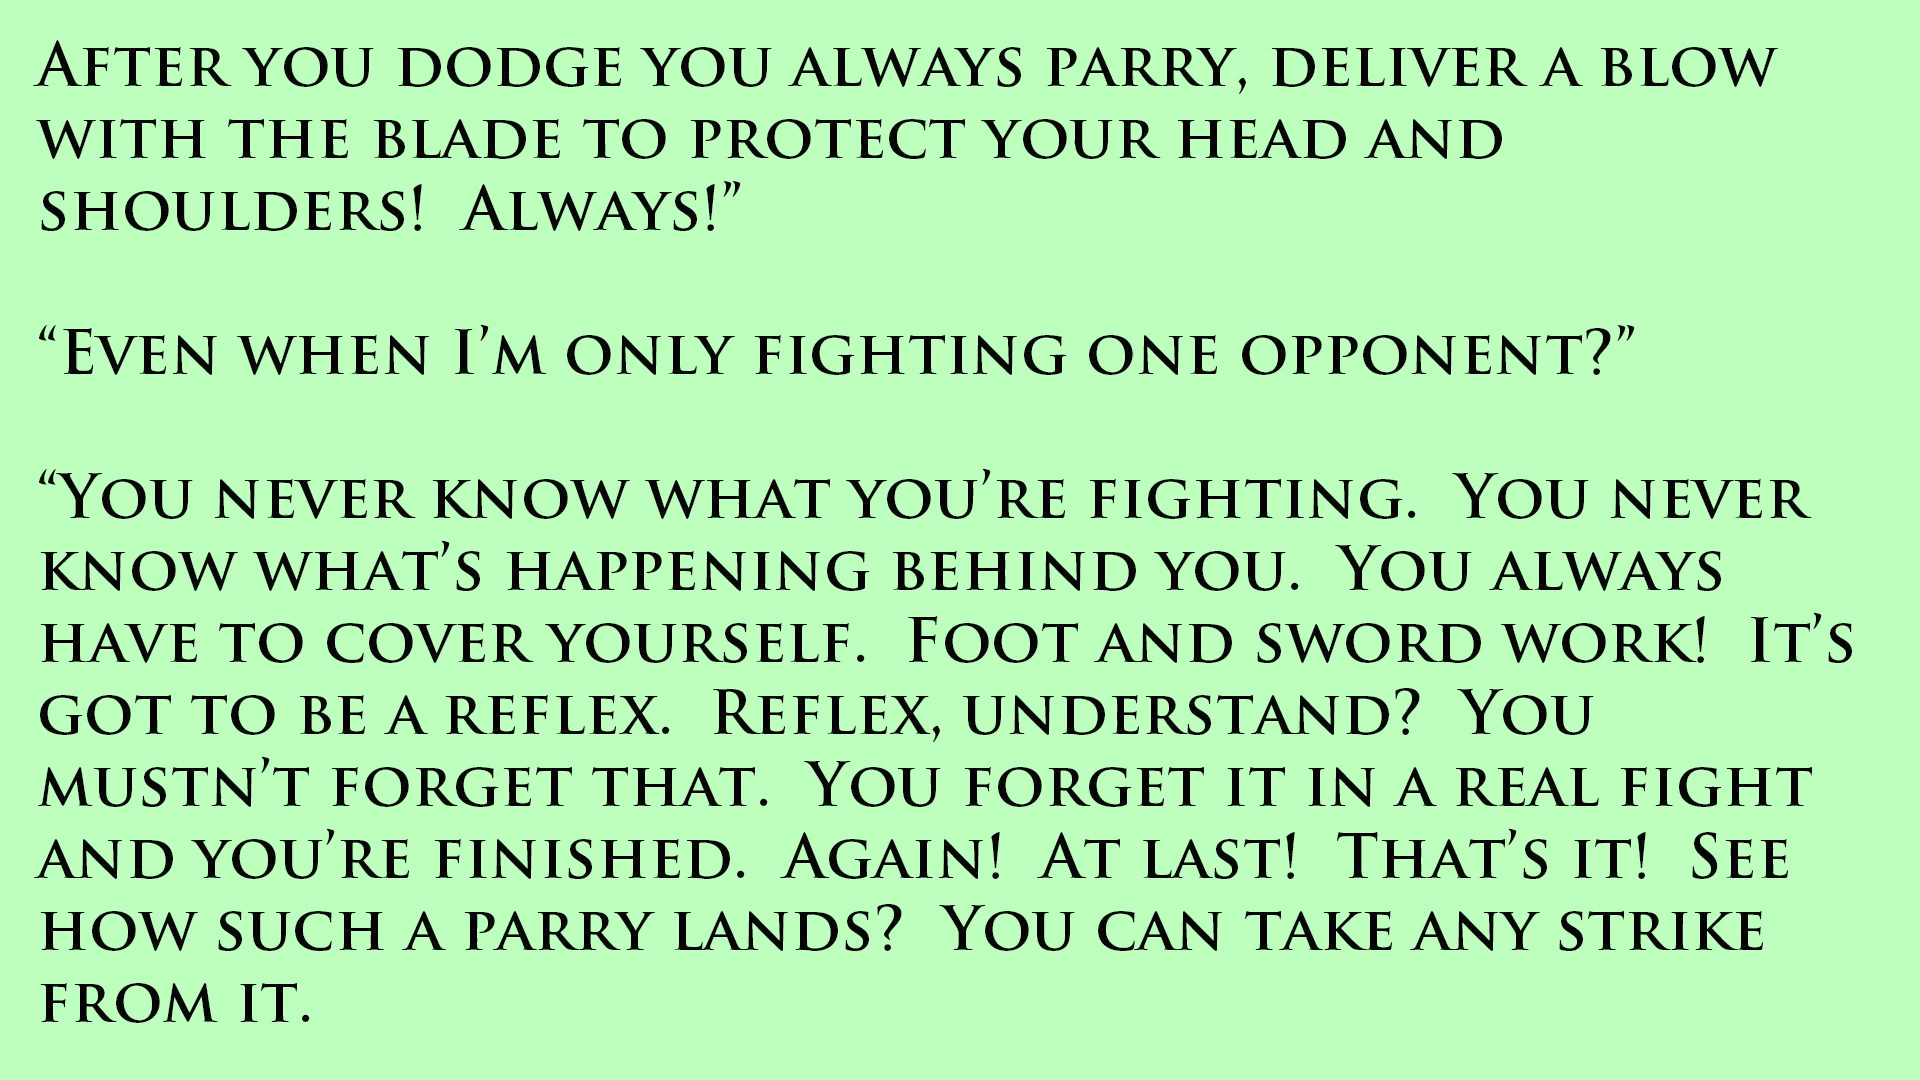 After you dodge you always parry, deliver a blow
with the blade to protect your head and
shoulders!  Always!”
“Even when I’m only fighting one opponent?”
“You never know what you’re fighting.  You never
know what’s happening behind you.  You always
have to cover yourself.  Foot and sword work!  It’s
got to be a reflex.  Reflex, understand?  You
mustn’t forget that.  You forget it in a real fight
and you’re finished.  Again!  At last!  That’s it!  See
how such a parry lands?  You can take any strike
from it.